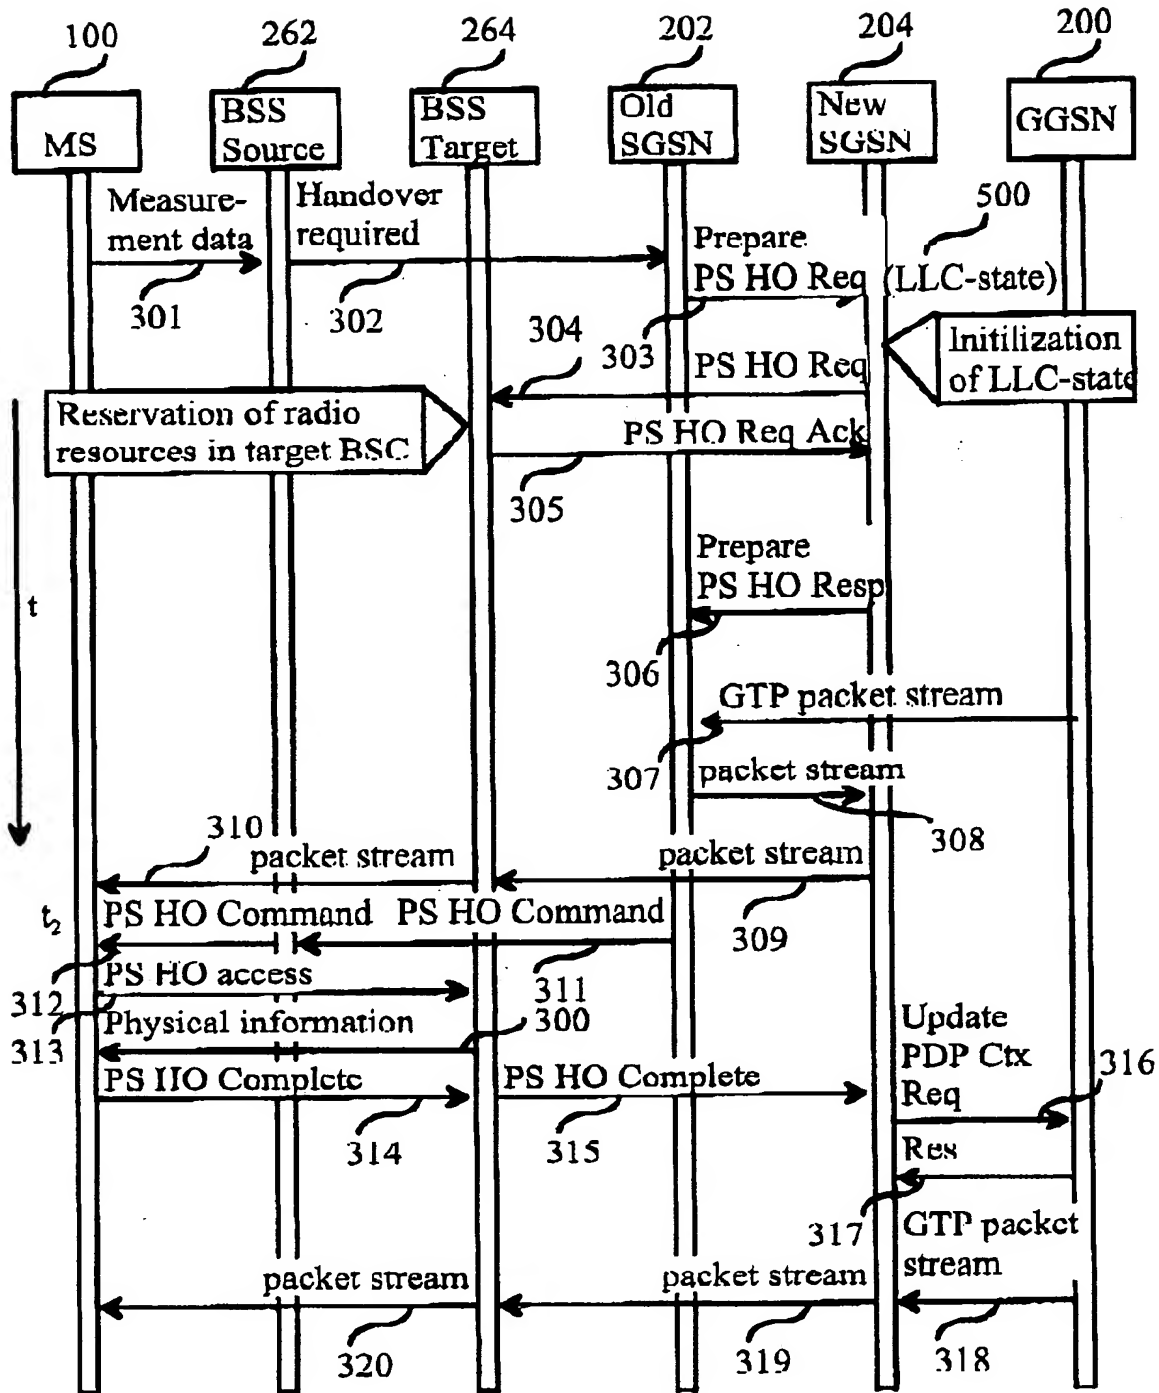 100 262 264 202 204 200
MS
BSS
Source
BSS
Target
Old
SGSN
New
SGSN
GGSN
Measure-
ment data
301
Handover
required
302
500
Prepare
PS HO Req (LLC-state)
303
Initilization
of LLC-state
304
PS HO Req
Reservation of radio
resources in target BSC
PS HO Req Ack
305
t
Prepare
PS HO Resp
306
GTP packet stream
307
packet stream
308
310
packet stream
packet stream
309
t2
PS HO Command
PS HO Command
311
312
PS HO access
313
Physical information
300
PS HO Complete
314
PS HO Complete
315
Update
PDP Ctx
Req
316
Res
317
GTP packet
stream
318
packet stream
319
packet stream
320